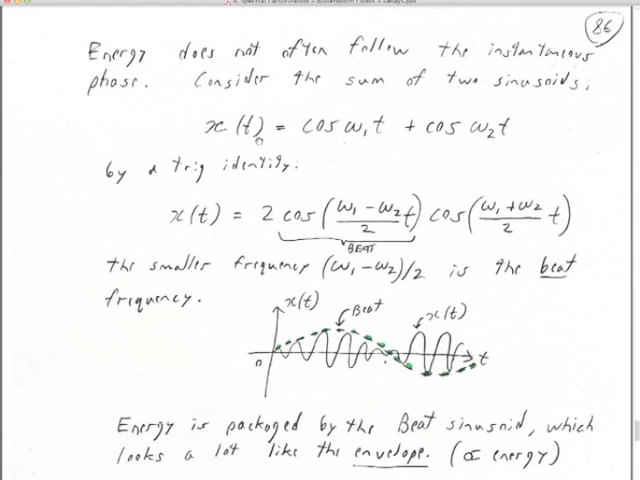 86
Energy does not often follow the instantaneous
phase. Consider the sum of two sinusoids;
x(t) = cos ω₁t + cos ω₂t
by a trig identity:
x(t) = 2 cos((ω₁ - ω₂)/2 t) cos((ω₁ + ω₂)/2 t)
BEAT
the smaller frequency (ω₁ - ω₂)/2 is the beat
frequency.
x(t) Beat x(t)
0 t
Energy is packaged by the Beat sinusoid, which
looks a lot like the envelope. (∝ energy)